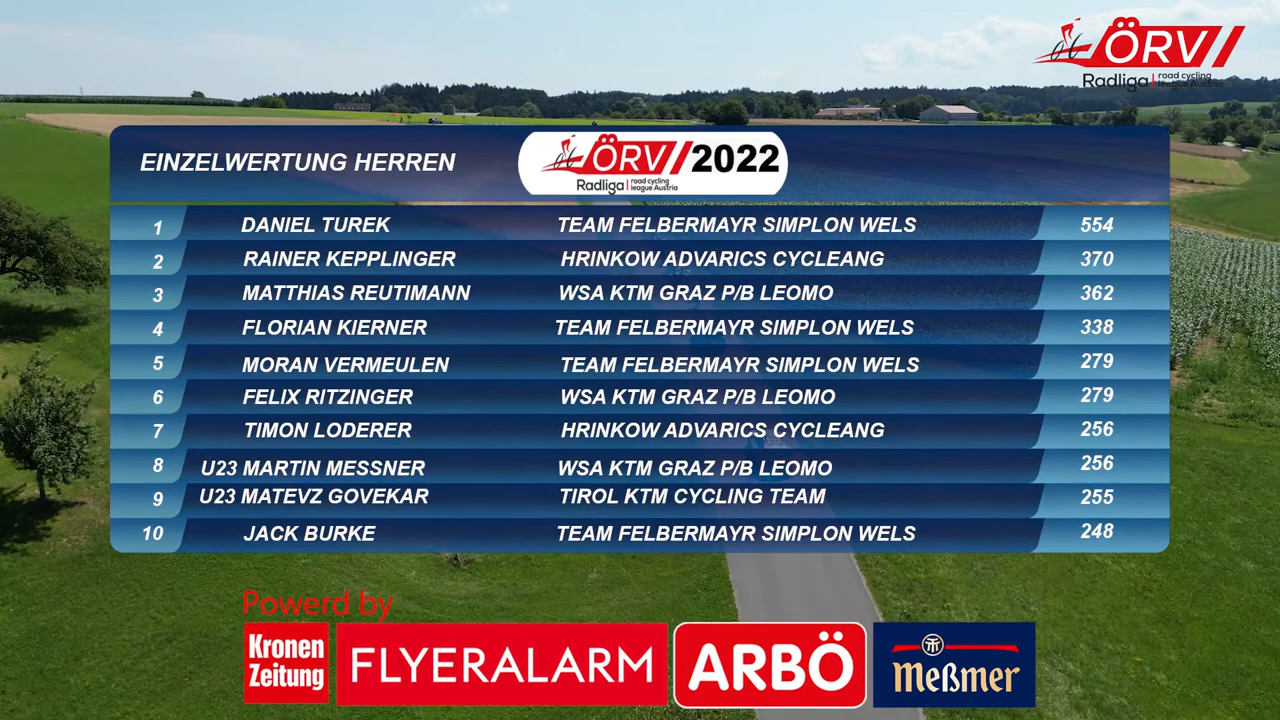 ÖRV
Radliga | road cycling league Austria
EINZELWERTUNG HERREN
ÖRV 2022
Radliga | road cycling league Austria
1 DANIEL TUREK TEAM FELBERMAYR SIMPLON WELS 554
2 RAINER KEPPLINGER HRINKOW ADVARICS CYCLEANG 370
3 MATTHIAS REUTIMANN WSA KTM GRAZ P/B LEOMO 362
4 FLORIAN KIERNER TEAM FELBERMAYR SIMPLON WELS 338
5 MORAN VERMEULEN TEAM FELBERMAYR SIMPLON WELS 279
6 FELIX RITZINGER WSA KTM GRAZ P/B LEOMO 279
7 TIMON LODERER HRINKOW ADVARICS CYCLEANG 256
8 U23 MARTIN MESSNER WSA KTM GRAZ P/B LEOMO 256
9 U23 MATEVZ GOVEKAR TIROL KTM CYCLING TEAM 255
10 JACK BURKE TEAM FELBERMAYR SIMPLON WELS 248
Powerd by
Kronen
Zeitung
FLYERALARM
ARBÖ
Meßmer